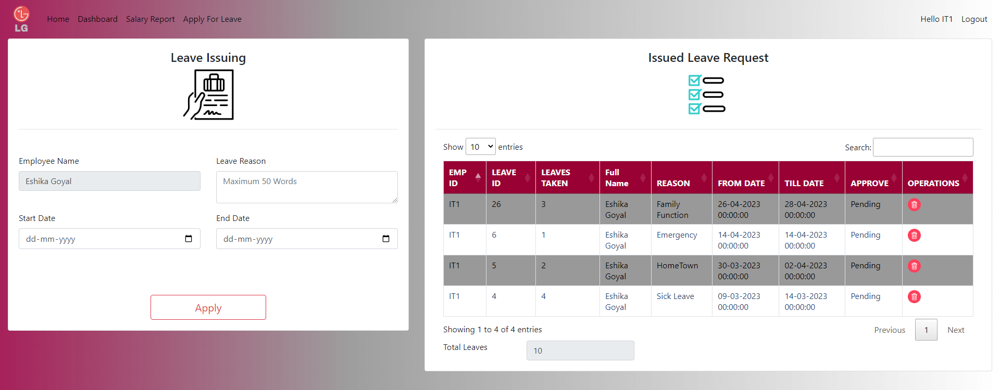 LG
Home Dashboard Salary Report Apply For Leave Hello IT1 Logout
Leave Issuing
Employee Name Leave Reason
Eshika Goyal Maximum 50 Words
Start Date End Date
dd-mm-yyyy dd-mm-yyyy
Apply
Issued Leave Request
Show 10 entries Search:
EMP ID LEAVE ID LEAVES TAKEN Full Name REASON FROM DATE TILL DATE APPROVE OPERATIONS
IT1 26 3 Eshika Goyal Family Function 26-04-2023 00:00:00 28-04-2023 00:00:00 Pending
IT1 6 1 Eshika Goyal Emergency 14-04-2023 00:00:00 14-04-2023 00:00:00 Pending
IT1 5 2 Eshika Goyal HomeTown 30-03-2023 00:00:00 02-04-2023 00:00:00 Pending
IT1 4 4 Eshika Goyal Sick Leave 09-03-2023 00:00:00 14-03-2023 00:00:00 Pending
Showing 1 to 4 of 4 entries Previous 1 Next
Total Leaves 10